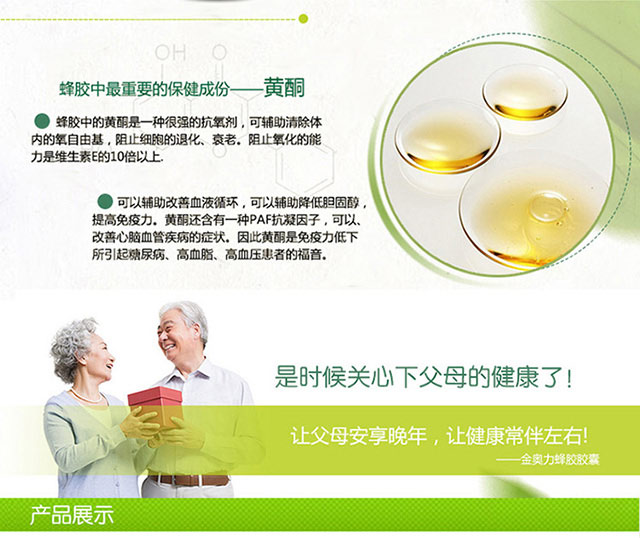 OH
O
蜂胶中最重要的保健成份——黄酮
蜂胶中的黄酮是一种很强的抗氧剂，可辅助清除体
内的氧自由基，阻止细胞的退化、衰老。阻止氧化的能
力是维生素E的10倍以上.
可以辅助改善血液循环，可以辅助降低胆固醇，
提高免疫力。黄酮还含有一种PAF抗凝因子，可以、
改善心脑血管疾病的症状。因此黄酮是免疫力低下
所引起糖尿病、高血脂、高血压患者的福音。
是时候关心下父母的健康了！
让父母安享晚年，让健康常伴左右!
——金奥力蜂胶胶囊
产品展示